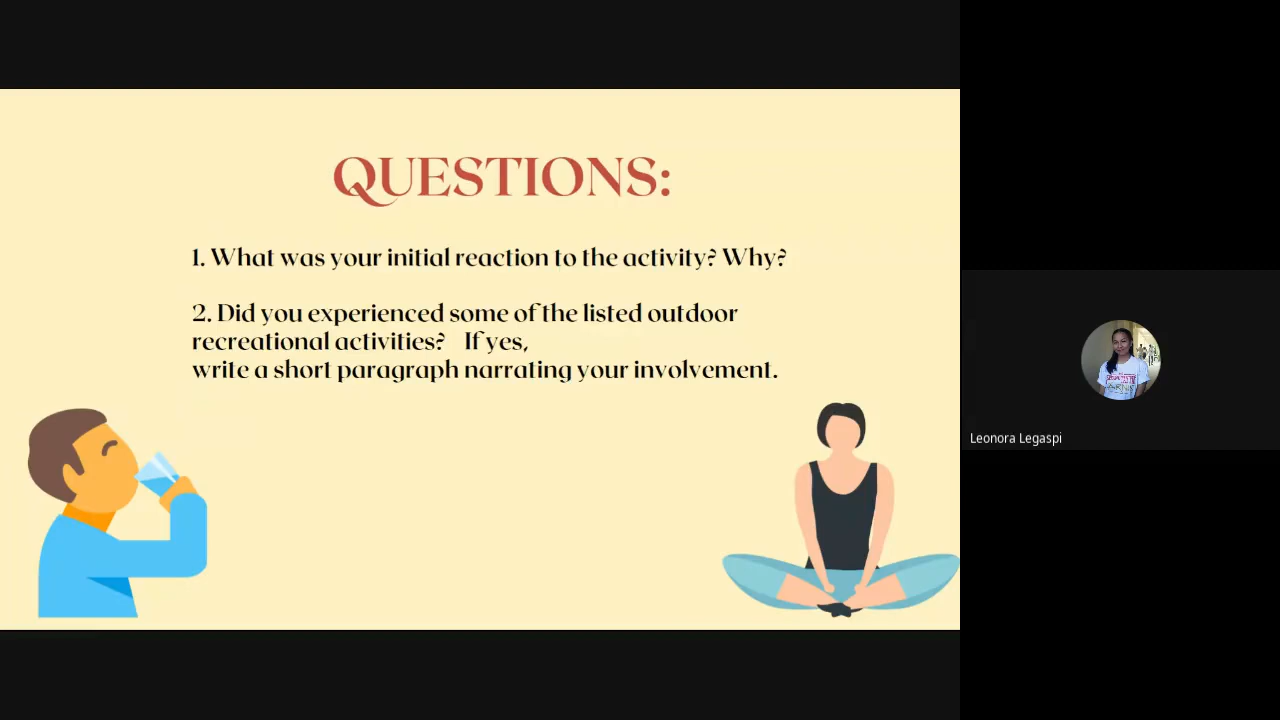 QUESTIONS:
1. What was your initial reaction to the activity? Why?
2. Did you experienced some of the listed outdoor
recreational activities? If yes,
write a short paragraph narrating your involvement.
Leonora Legaspi